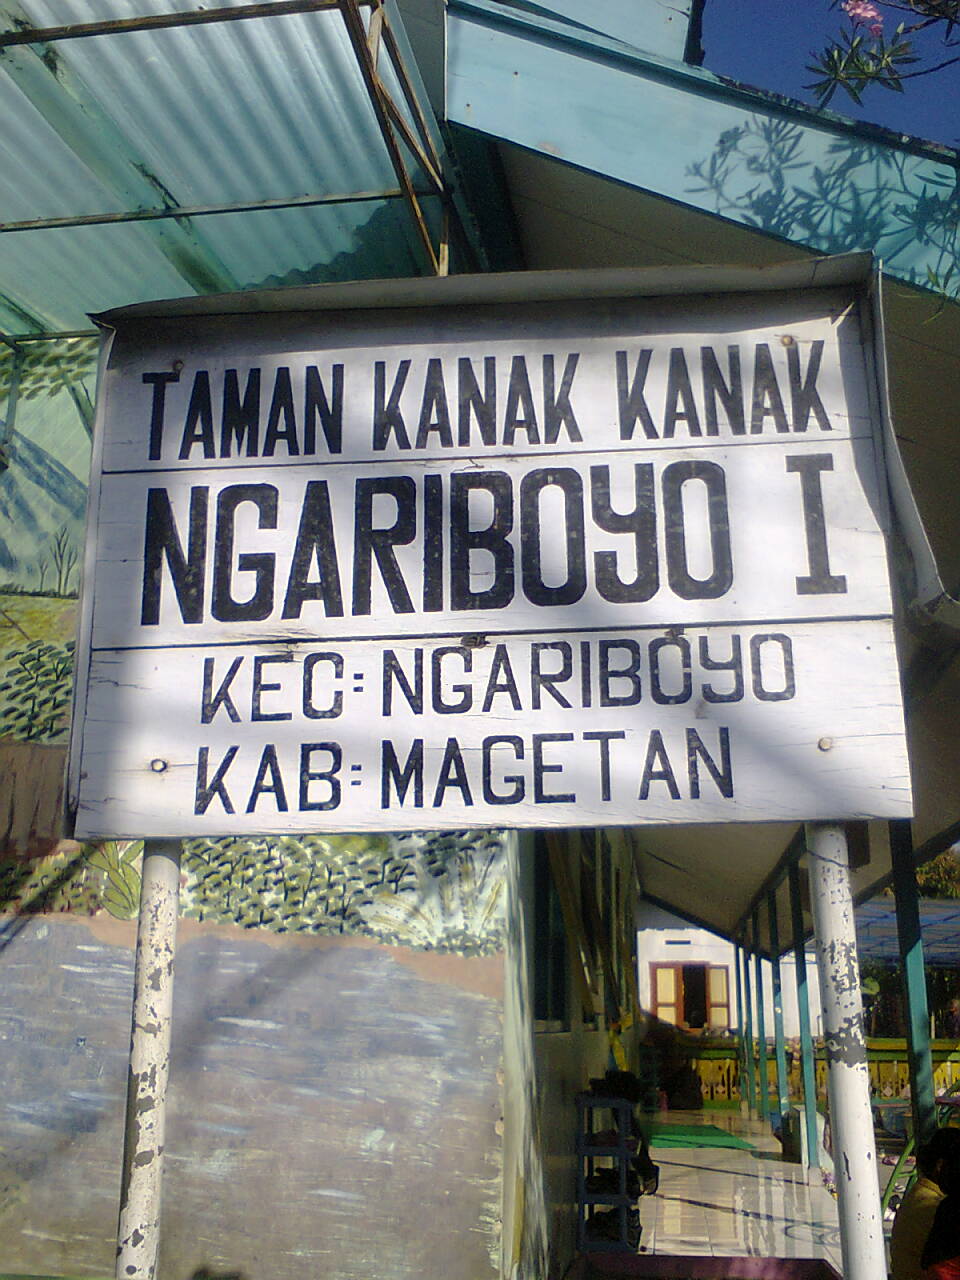 TAMAN KANAK KANAK
NGARIBOYO I
KEC: NGARIBOYO
KAB: MAGETAN